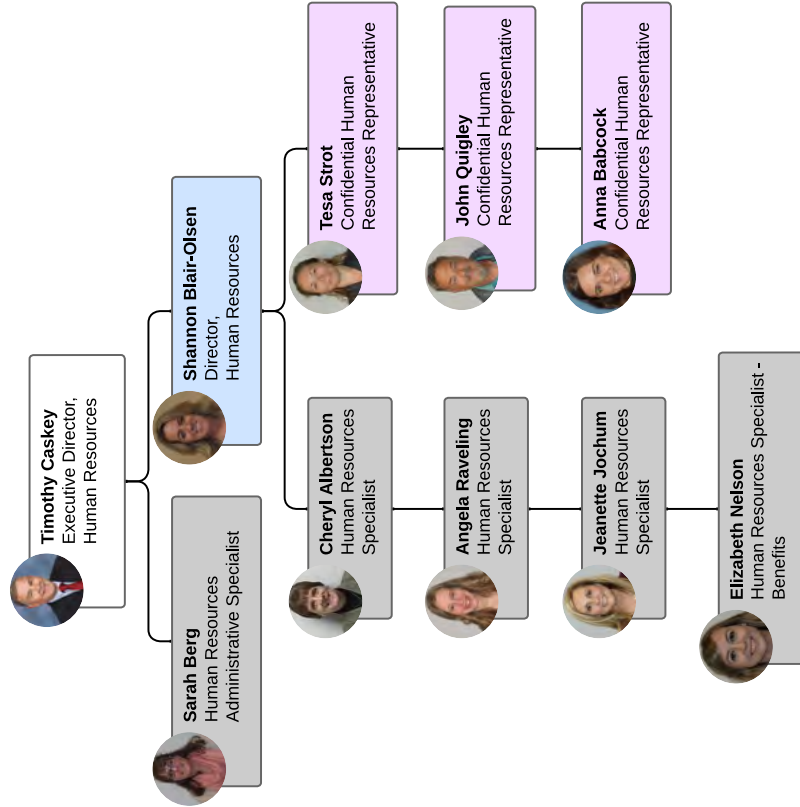 Timothy Caskey
Executive Director,
Human Resources
Sarah Berg
Human Resources
Administrative Specialist
Shannon Blair-Olsen
Director,
Human Resources
Cheryl Albertson
Human Resources
Specialist
Tesa Strot
Confidential Human
Resources Representative
Angela Raveling
Human Resources
Specialist
John Quigley
Confidential Human
Resources Representative
Jeanette Jochum
Human Resources
Specialist
Anna Babcock
Confidential Human
Resources Representative
Elizabeth Nelson
Human Resources Specialist -
Benefits